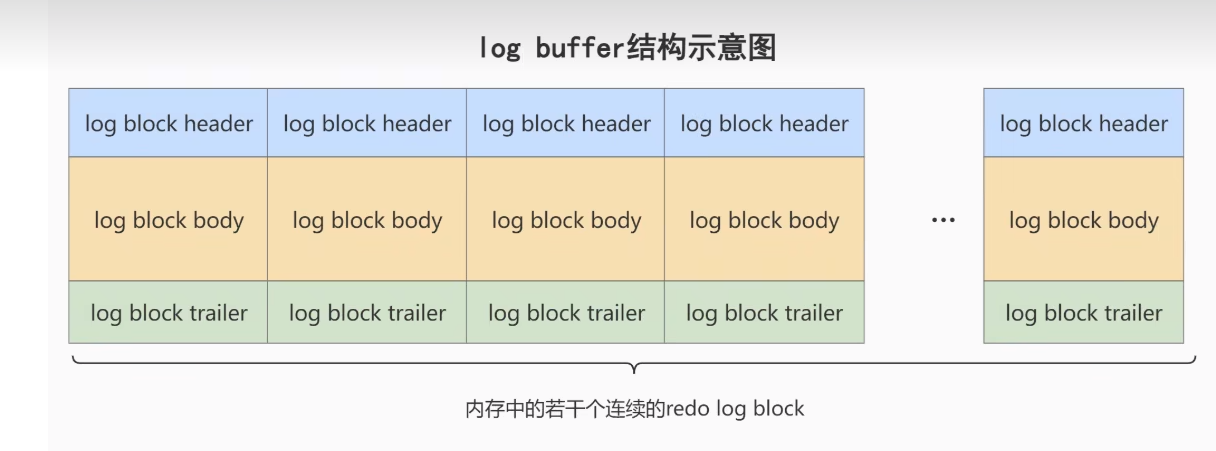 log buffer结构示意图
log block header log block header log block header log block header log block header
log block body log block body log block body log block body ... log block body
log block trailer log block trailer log block trailer log block trailer log block trailer
内存中的若干个连续的redo log block